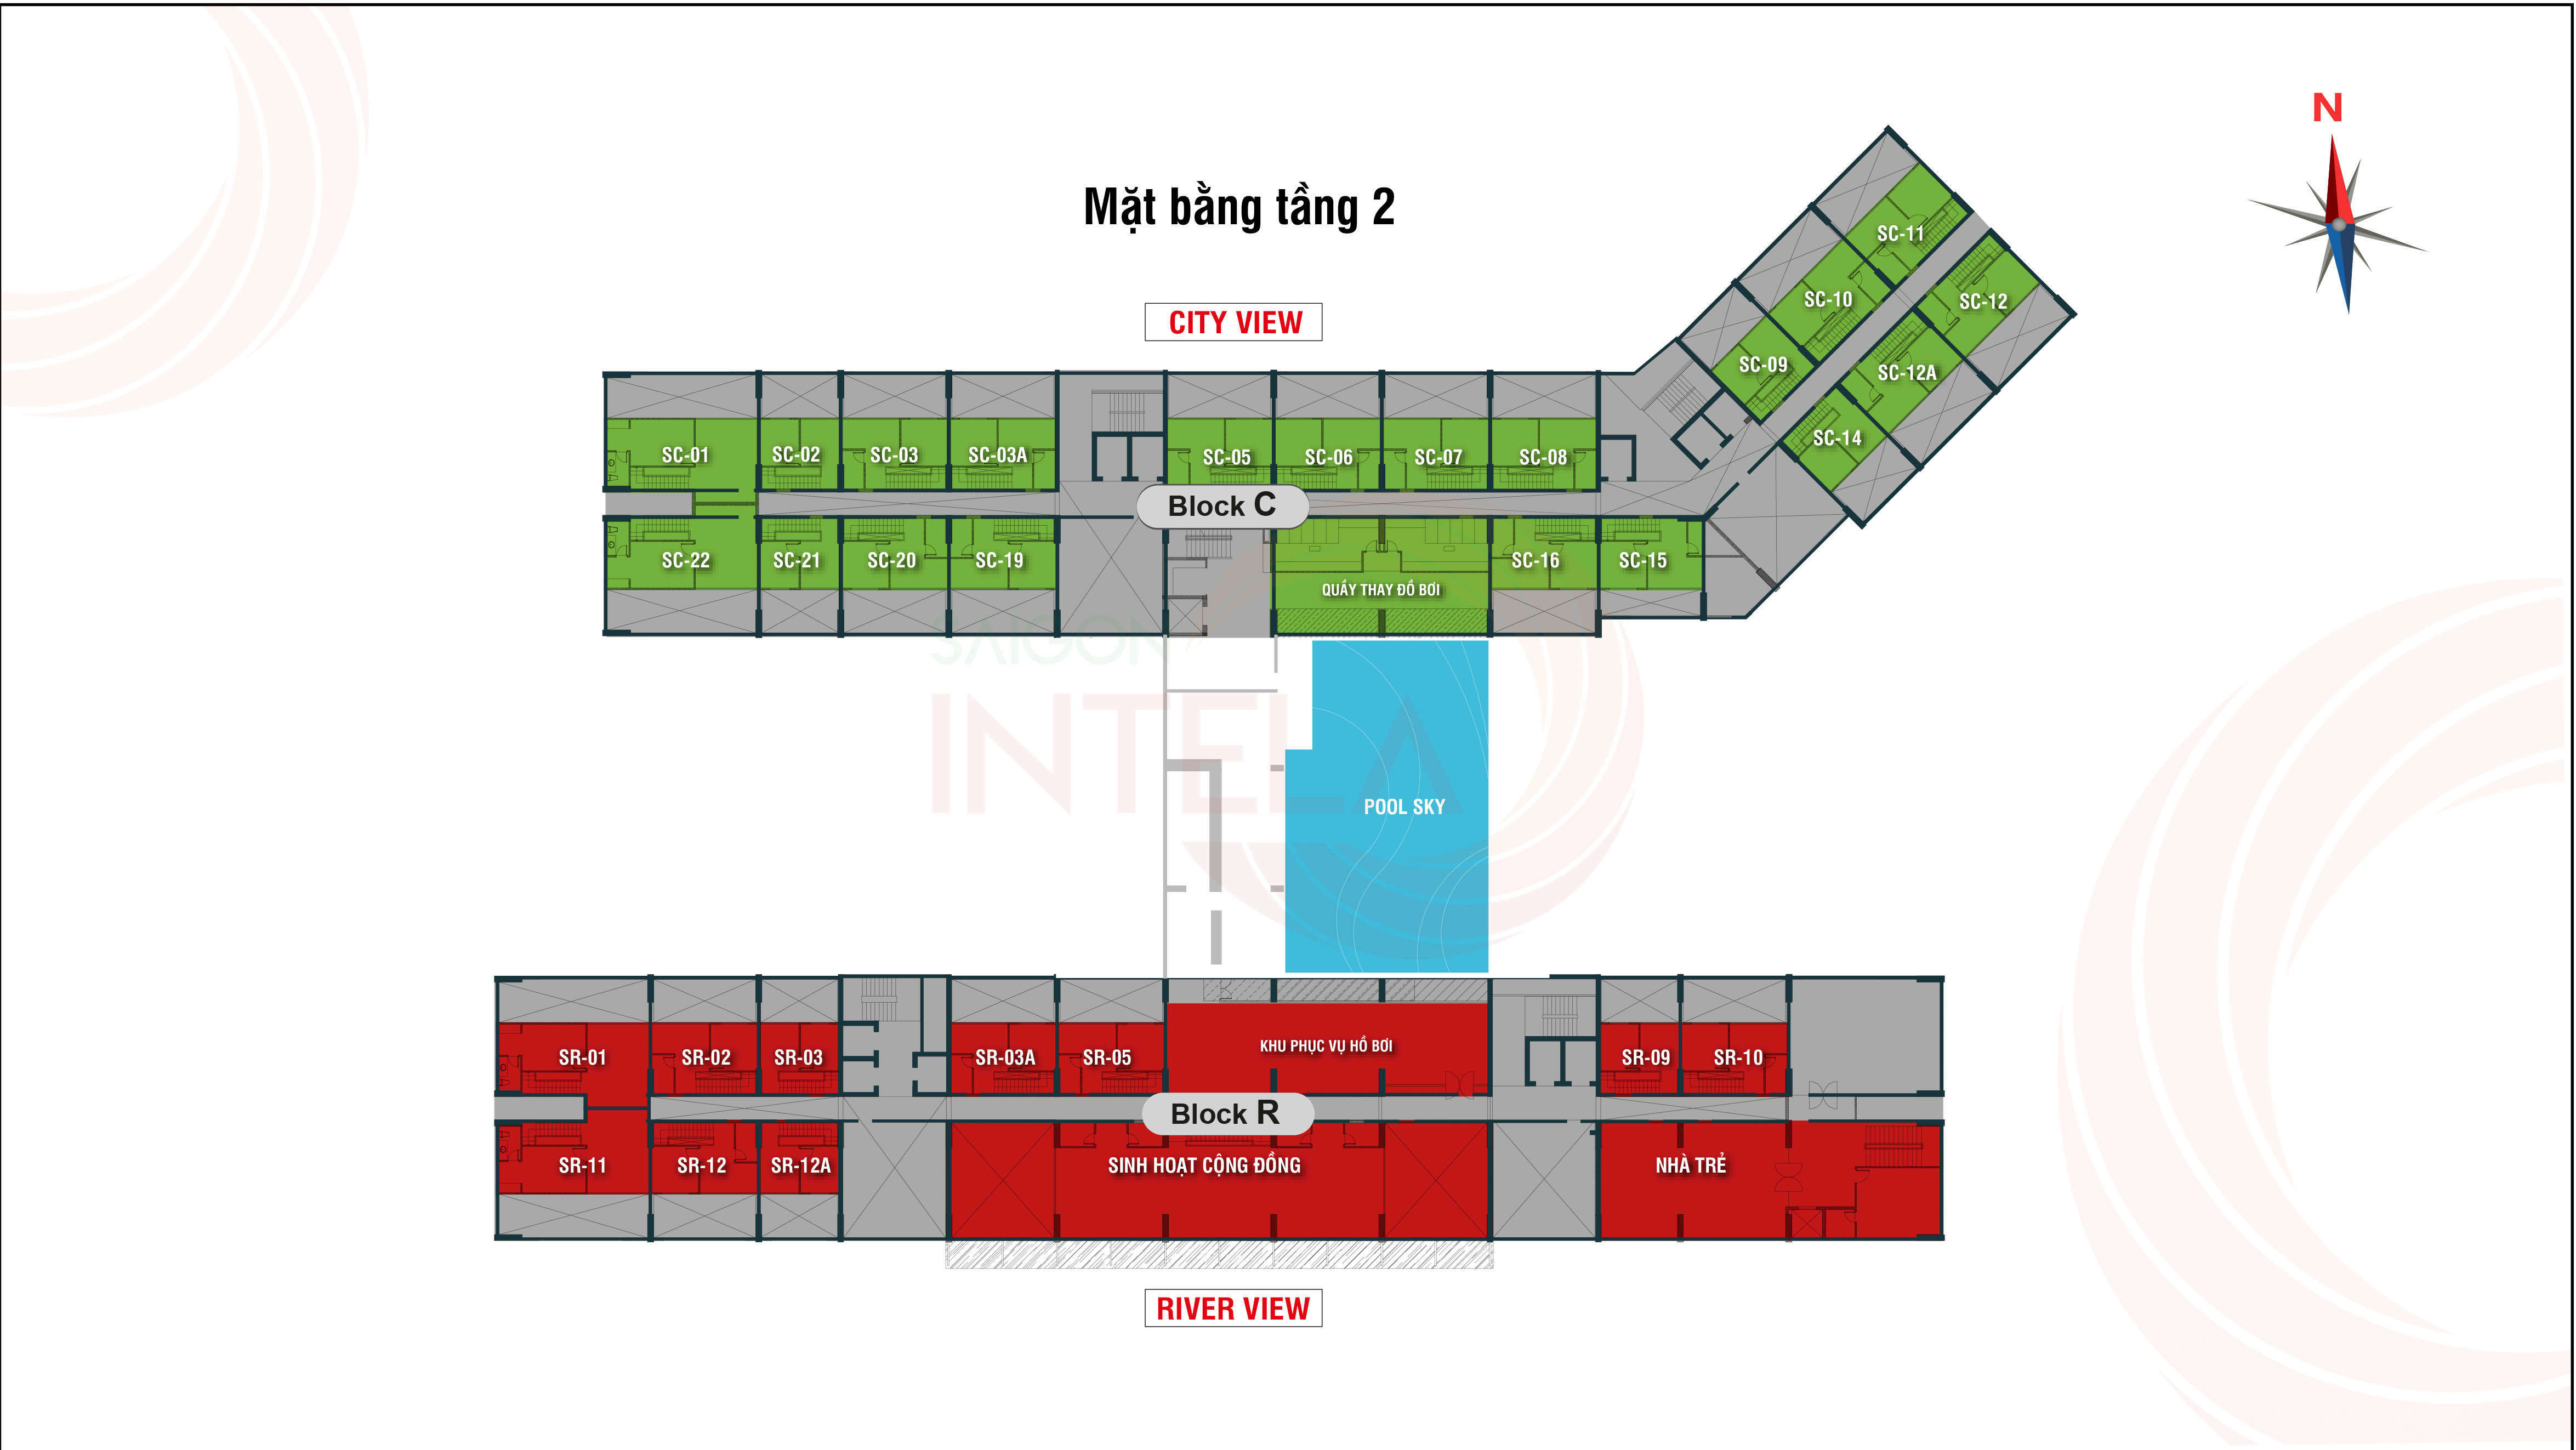 N
Mặt bằng tầng 2
CITY VIEW
SC-11
SC-10
SC-12
SC-09
SC-12A
SC-14
SC-01
SC-02
SC-03
SC-03A
SC-05
SC-06
SC-07
SC-08
Block C
SC-22
SC-21
SC-20
SC-19
SC-16
SC-15
QUẦY THAY ĐỒ BƠI
SAIGON
INTELA
POOL SKY
SR-01
SR-02
SR-03
SR-03A
SR-05
KHU PHỤC VỤ HỒ BƠI
SR-09
SR-10
Block R
SR-11
SR-12
SR-12A
SINH HOẠT CỘNG ĐỒNG
NHÀ TRẺ
RIVER VIEW